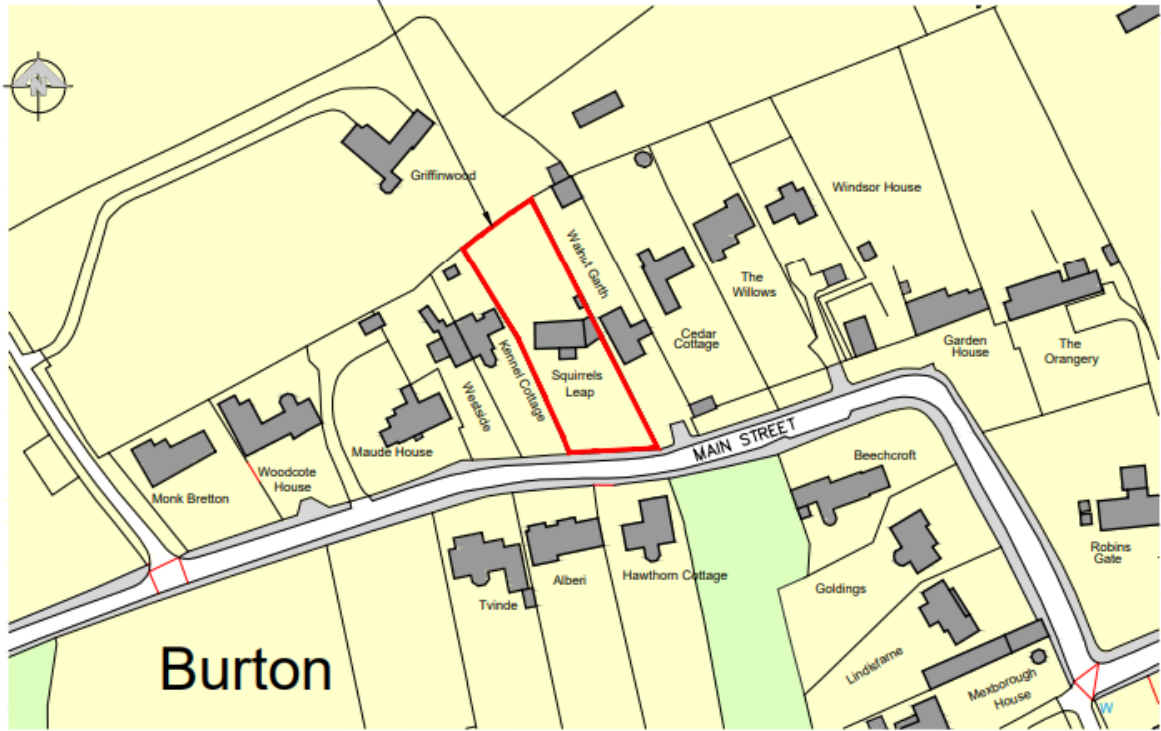 N
Griffinwood
Windsor House
Walnut Garth
The
Willows
Cedar
Cottage
Garden
House
The
Orangery
Squirrels
Leap
Kennel Cottage
Westside
Maude House
Woodcote
House
Monk Bretton
MAIN STREET
Beechcroft
Robins
Gate
Hawthorn Cottage
Alberi
Tvinde
Goldings
Lindisfarne
Mexborough
House
Burton
W